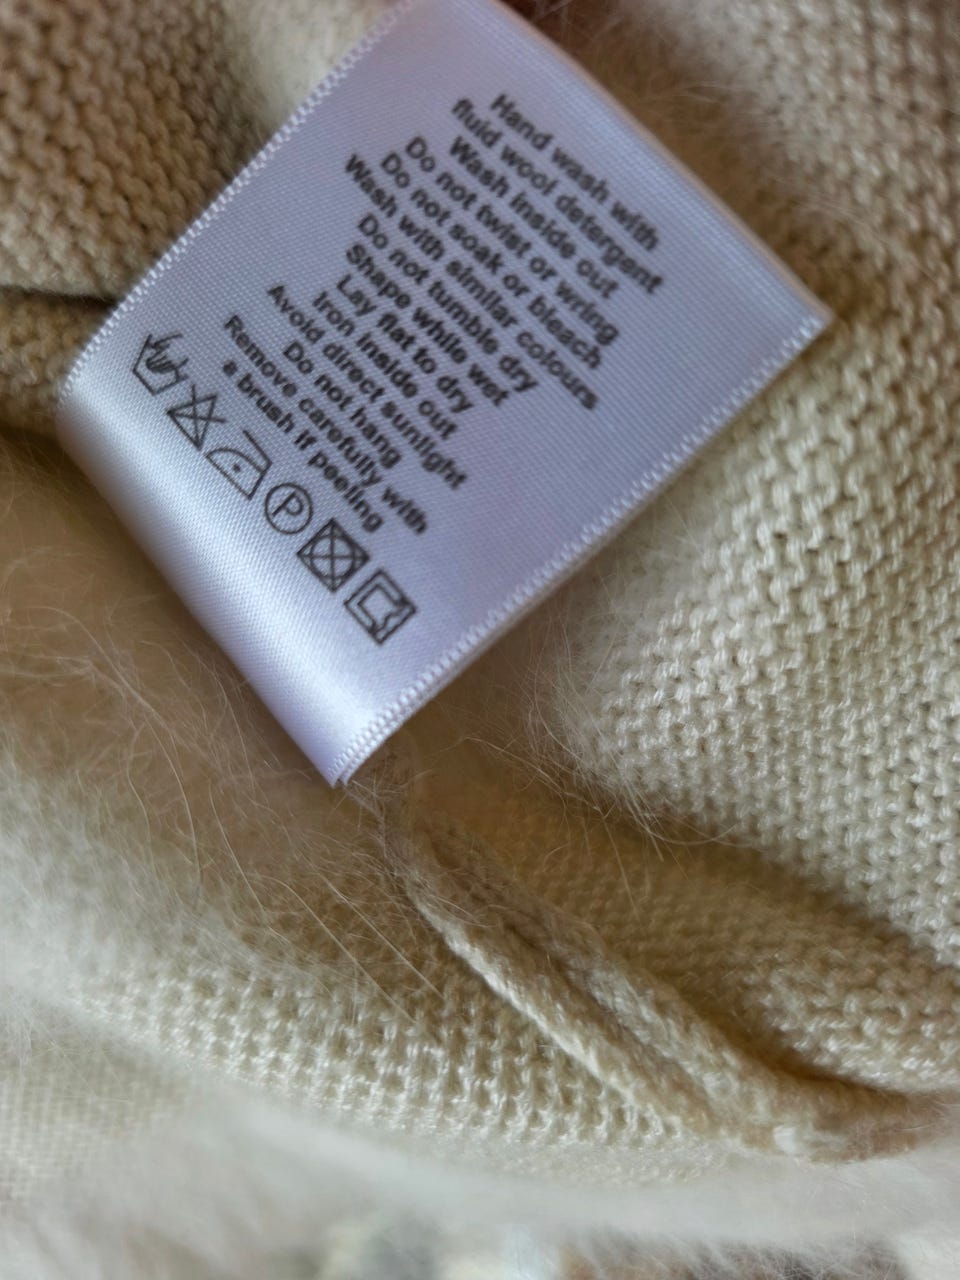 Hand wash with
fluid wool detergent
Wash inside out
Do not twist or wring
Do not soak or bleach
Wash with similar colours
Do not tumble dry
Shape while wet
Lay flat to dry
Iron inside out
Avoid direct sunlight
Do not hang
Remove carefully with
a brush if peeling
P